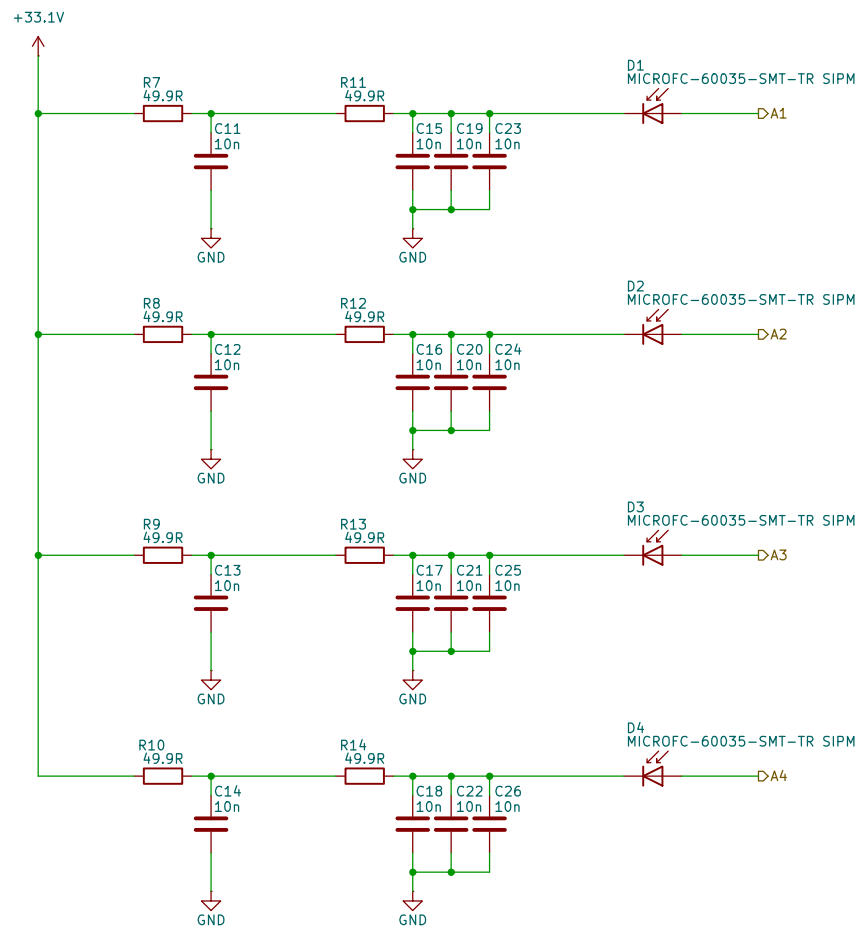 +33.1V
D1
MICROFC-60035-SMT-TR SIPM
R7
49.9R
R11
49.9R
A1
C11
10n
C15
10n
C19
10n
C23
10n
GND
GND
D2
MICROFC-60035-SMT-TR SIPM
R8
49.9R
R12
49.9R
A2
C12
10n
C16
10n
C20
10n
C24
10n
GND
GND
D3
MICROFC-60035-SMT-TR SIPM
R9
49.9R
R13
49.9R
A3
C13
10n
C17
10n
C21
10n
C25
10n
GND
GND
D4
MICROFC-60035-SMT-TR SIPM
R10
49.9R
R14
49.9R
A4
C14
10n
C18
10n
C22
10n
C26
10n
GND
GND